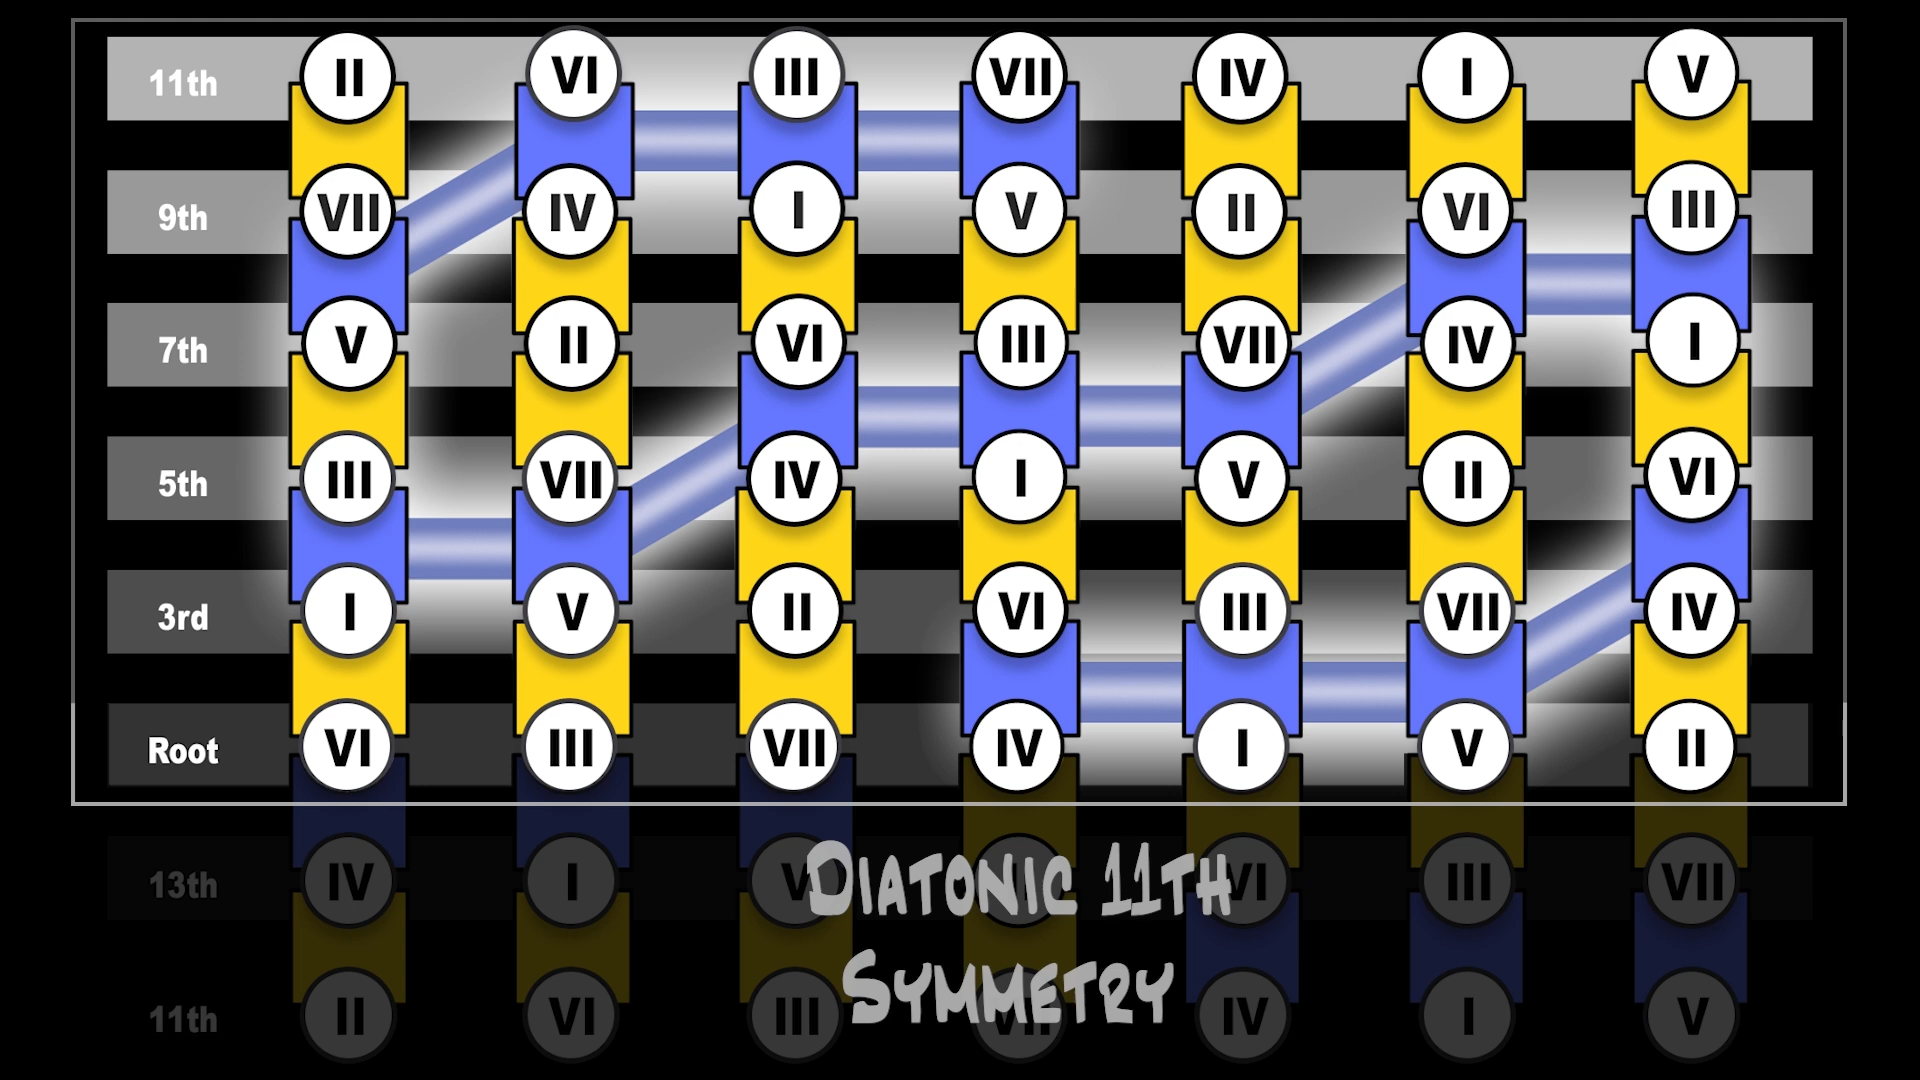 11th II VI III VII IV I V
9th VII IV I V II VI III
7th V II VI III VII IV I
5th III VII IV I V II VI
3rd I V II VI III VII IV
Root VI III VII IV I V II
13th IV I V VI III VII
Diatonic 11th
11th II VI III VII IV I V
Symmetry